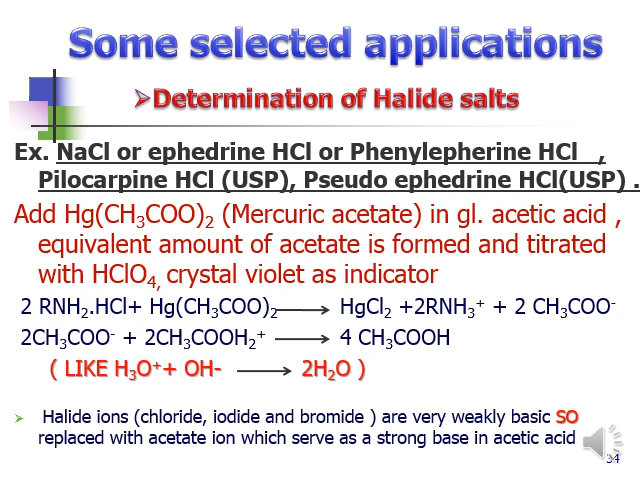 Some selected applications
➢Determination of Halide salts
Ex. NaCl or ephedrine HCl or Phenylepherine HCl ,
Pilocarpine HCl (USP), Pseudo ephedrine HCl(USP) .
Add Hg(CH₃COO)₂ (Mercuric acetate) in gl. acetic acid ,
equivalent amount of acetate is formed and titrated
with HClO₄, crystal violet as indicator
2 RNH₂.HCl+ Hg(CH₃COO)₂ ⟶ HgCl₂ +2RNH₃⁺ + 2 CH₃COO⁻
2CH₃COO⁻ + 2CH₃COOH₂⁺ ⟶ 4 CH₃COOH
( LIKE H₃O⁺+ OH- ⟶ 2H₂O )
➢ Halide ions (chloride, iodide and bromide ) are very weakly basic SO
replaced with acetate ion which serve as a strong base in acetic acid
34